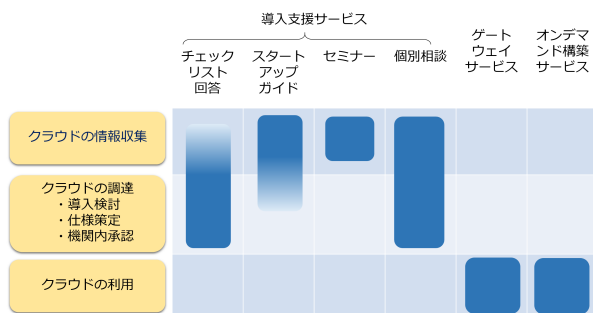 導入支援サービス
チェック
リスト
回答
スタート
アップ
ガイド
セミナー
個別相談
ゲート
ウェイ
サービス
オンデマ
ンド構築
サービス
クラウドの情報収集
クラウドの調達
・導入検討
・仕様策定
・機関内承認
クラウドの利用